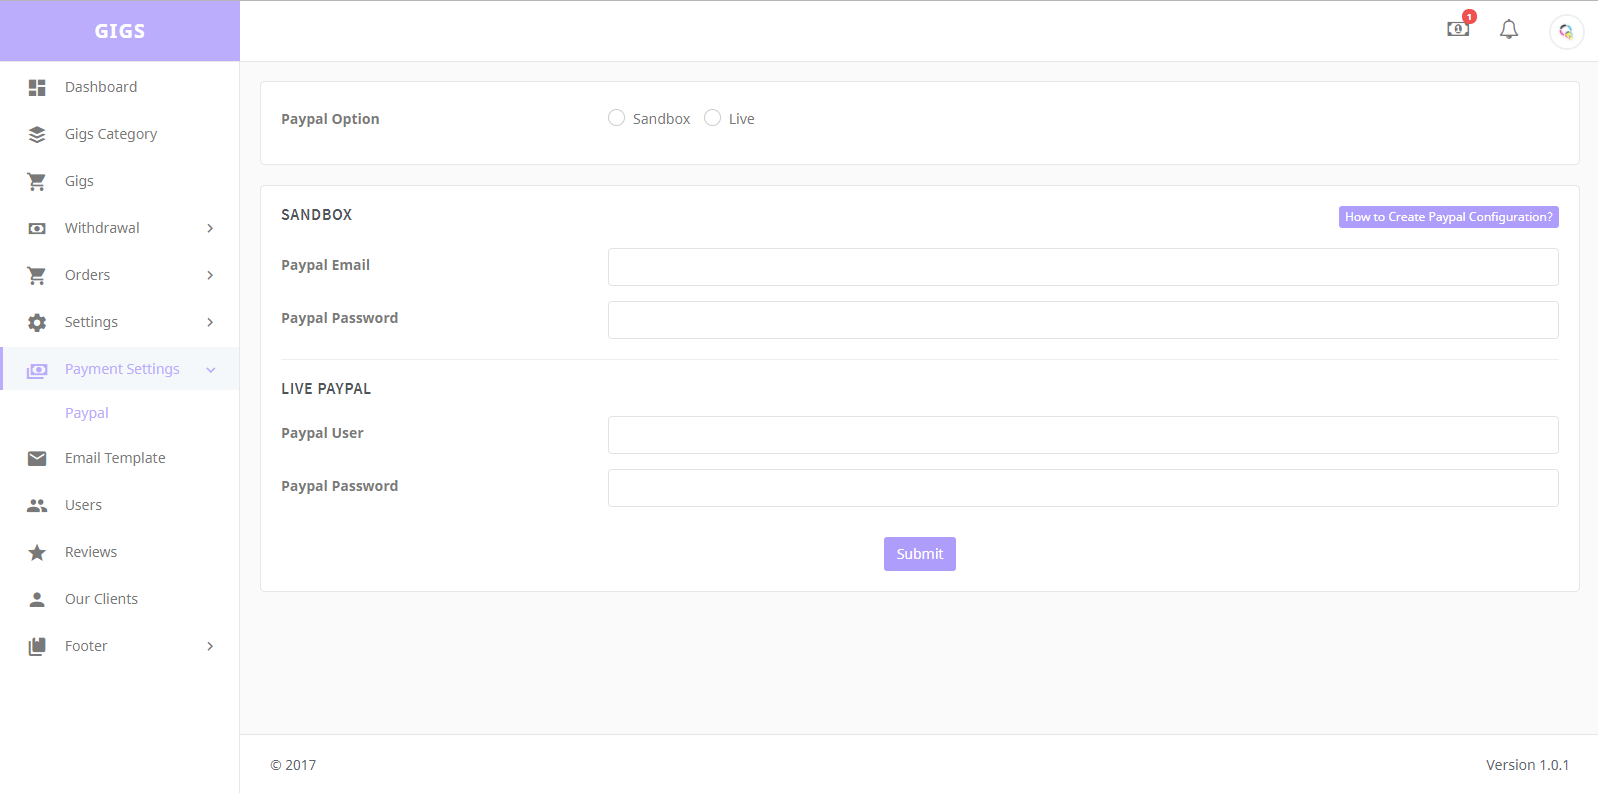 GIGS
1
Dashboard
Gigs Category
Gigs
Withdrawal
Orders
Settings
Payment Settings
Paypal
Email Template
Users
Reviews
Our Clients
Footer
Paypal Option
Sandbox
Live
SANDBOX
How to Create Paypal Configuration?
Paypal Email
Paypal Password
LIVE PAYPAL
Paypal User
Paypal Password
Submit
© 2017
Version 1.0.1